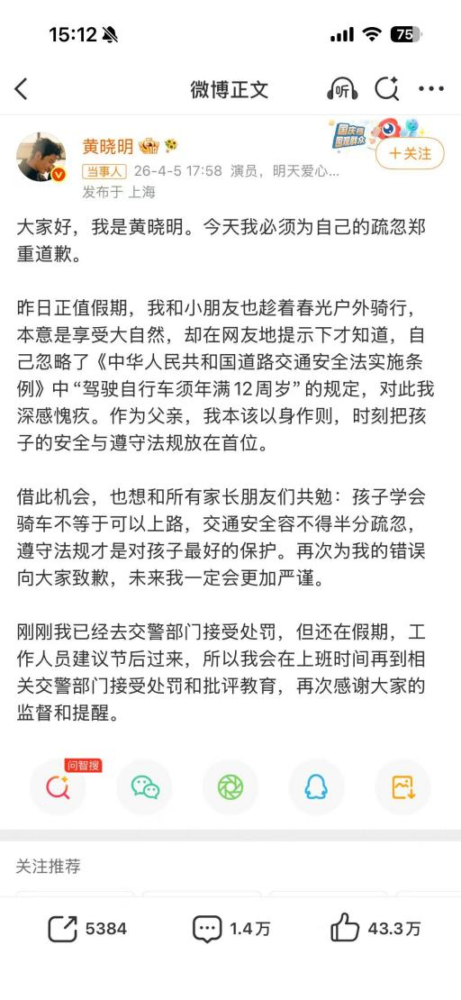 15:12
75
微博正文
听
黄晓明
国庆福
围观群众
+关注
当事人 26-4-5 17:58 演员，明天爱心...
发布于 上海
大家好，我是黄晓明。今天我必须为自己的疏忽郑
重道歉。
昨日正值假期，我和小朋友也趁着春光户外骑行，
本意是享受大自然，却在网友地提示下才知道，自
己忽略了《中华人民共和国道路交通安全法实施条
例》中“驾驶自行车须年满12周岁”的规定，对此我
深感愧疚。作为父亲，我本该以身作则，时刻把孩
子的安全与遵守法规放在首位。
借此机会，也想和所有家长朋友们共勉：孩子学会
骑车不等于可以上路，交通安全容不得半分疏忽，
遵守法规才是对孩子最好的保护。再次为我的错误
向大家致歉，未来我一定会更加严谨。
刚刚我已经去交警部门接受处罚，但还在假期，工
作人员建议节后过来，所以我会在上班时间再到相
关交警部门接受处罚和批评教育，再次感谢大家的
监督和提醒。
问智搜
关注推荐
5384
1.4万
43.3万